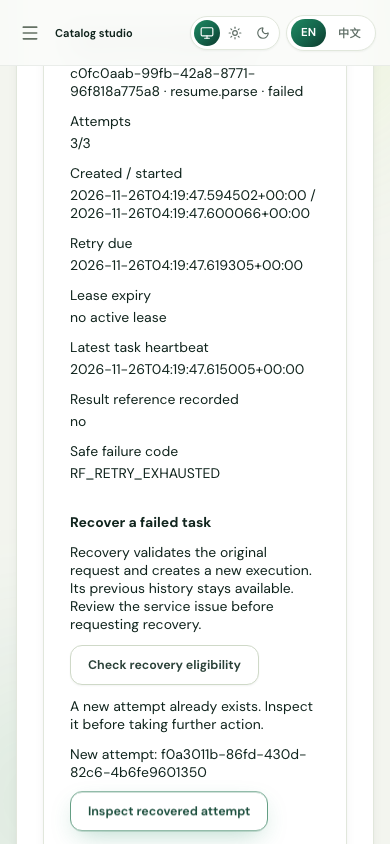 Catalog studio
EN
中文
c0fc0aab-99fb-42a8-8771-
96f818a775a8 · resume.parse · failed
Attempts
3/3
Created / started
2026-11-26T04:19:47.594502+00:00 /
2026-11-26T04:19:47.600066+00:00
Retry due
2026-11-26T04:19:47.619305+00:00
Lease expiry
no active lease
Latest task heartbeat
2026-11-26T04:19:47.615005+00:00
Result reference recorded
no
Safe failure code
RF_RETRY_EXHAUSTED
Recover a failed task
Recovery validates the original
request and creates a new execution.
Its previous history stays available.
Review the service issue before
requesting recovery.
Check recovery eligibility
A new attempt already exists. Inspect
it before taking further action.
New attempt: f0a3011b-86fd-430d-
82c6-4b6fe9601350
Inspect recovered attempt